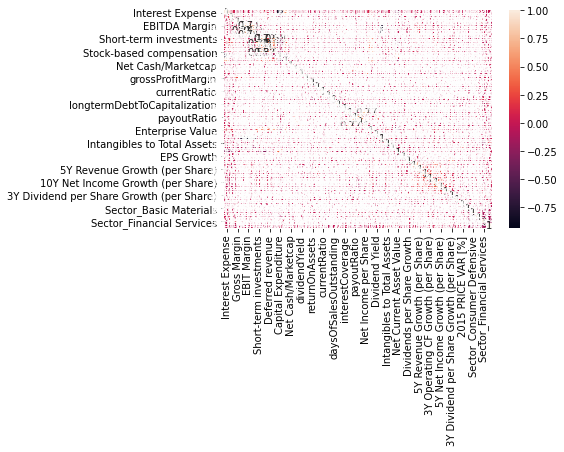 Interest Expense
EBITDA Margin
Short-term investments
Stock-based compensation
Net Cash/Marketcap
grossProfitMargin
currentRatio
longtermDebtToCapitalization
payoutRatio
Enterprise Value
Intangibles to Total Assets
EPS Growth
5Y Revenue Growth (per Share)
10Y Net Income Growth (per Share)
3Y Dividend per Share Growth (per Share)
Sector_Basic Materials
Sector_Financial Services
Interest Expense
Gross Margin
EBIT Margin
Short-term investments
Deferred revenue
Capital Expenditure
Net Cash/Marketcap
dividendYield
returnOnAssets
currentRatio
daysOfSalesOutstanding
interestCoverage
payoutRatio
Net Income per Share
Dividend Yield
Intangibles to Total Assets
Net Current Asset Value
Dividends per Share Growth
5Y Revenue Growth (per Share)
3Y Operating CF Growth (per Share)
5Y Net Income Growth (per Share)
3Y Dividend per Share Growth (per Share)
2015 PRICE VAR [%]
Sector_Consumer Defensive
Sector_Financial Services
1.00
0.75
0.50
0.25
0.00
−0.25
−0.50
−0.75